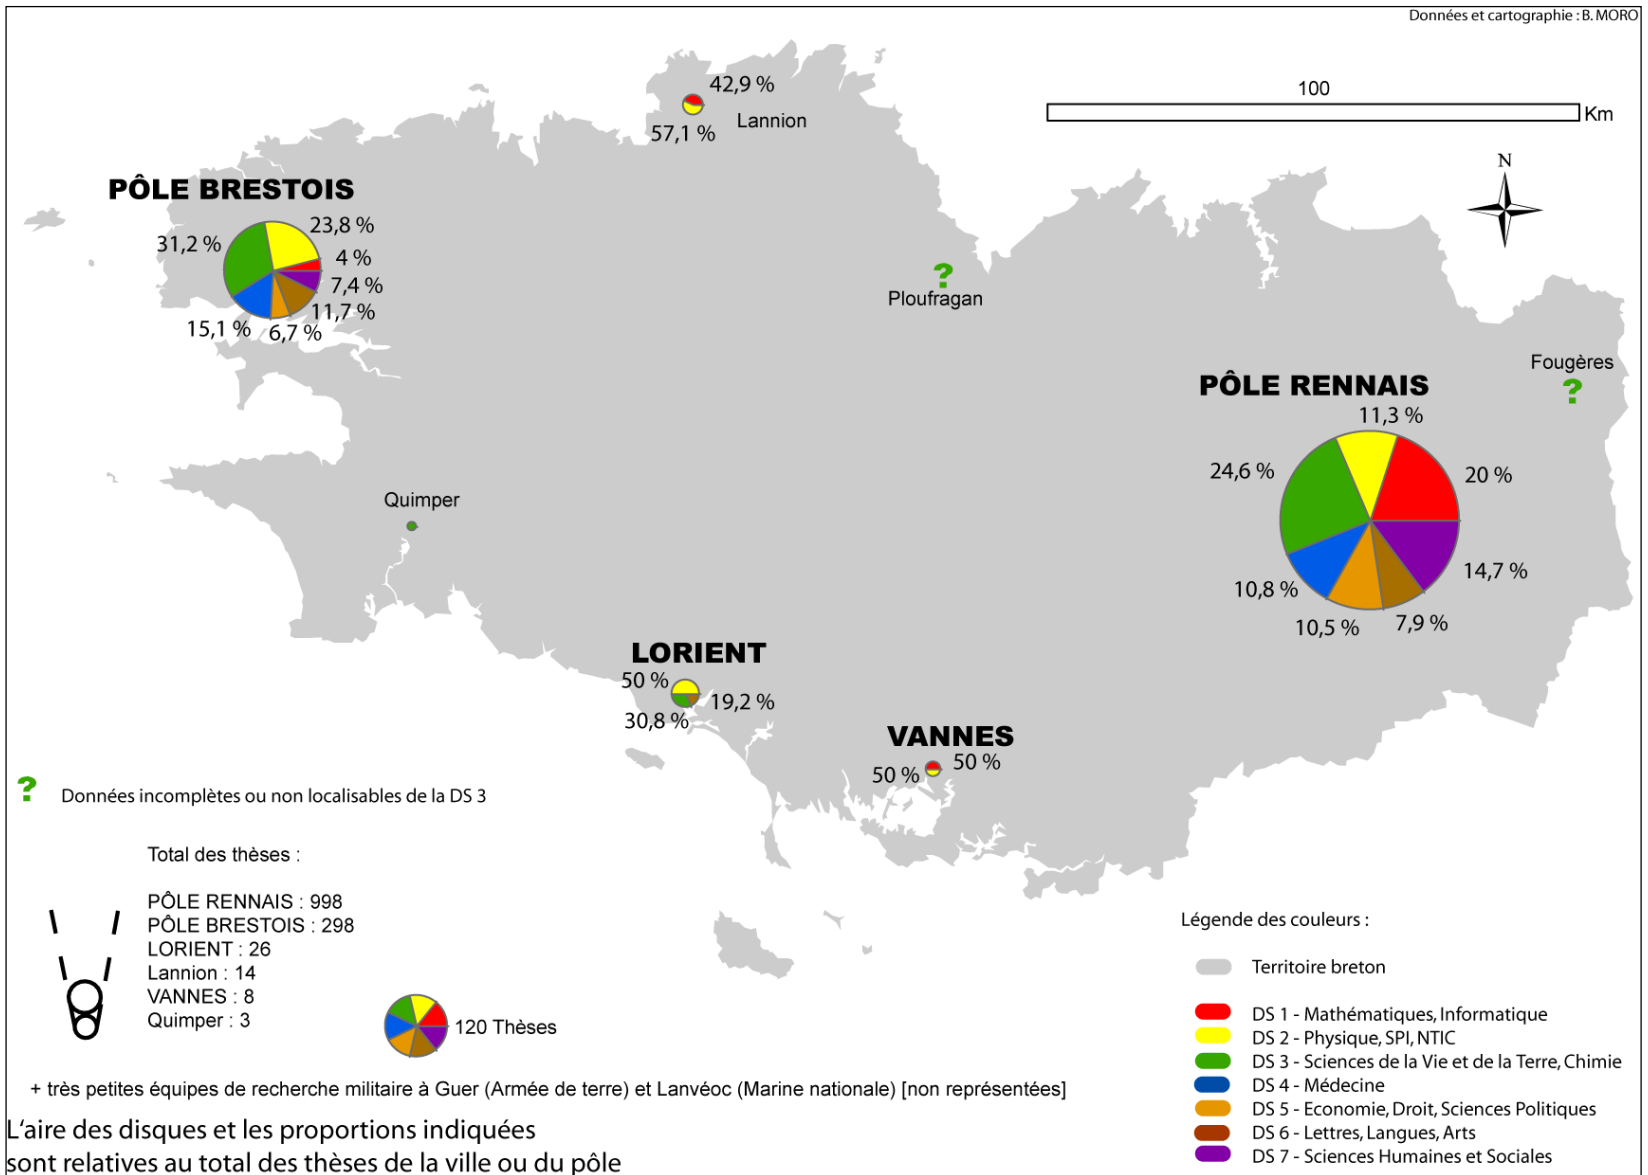 Données et cartographie : B. MORO
42,9 %
57,1 %
Lannion
100
Km
N
PÔLE BRESTOIS
31,2 %
23,8 %
4 %
7,4 %
11,7 %
15,1 %
6,7 %
?
Ploufragan
Fougères
?
PÔLE RENNAIS
11,3 %
24,6 %
20 %
14,7 %
10,8 %
10,5 %
7,9 %
Quimper
LORIENT
50 %
19,2 %
30,8 %
VANNES
50 %
50 %
? Données incomplètes ou non localisables de la DS 3
Total des thèses :
PÔLE RENNAIS : 998
PÔLE BRESTOIS : 298
LORIENT : 26
Lannion : 14
VANNES : 8
Quimper : 3
120 Thèses
+ très petites équipes de recherche militaire à Guer (Armée de terre) et Lanvéoc (Marine nationale) [non représentées]
L'aire des disques et les proportions indiquées
sont relatives au total des thèses de la ville ou du pôle
Légende des couleurs :
Territoire breton
DS 1 - Mathématiques, Informatique
DS 2 - Physique, SPI, NTIC
DS 3 - Sciences de la Vie et de la Terre, Chimie
DS 4 - Médecine
DS 5 - Economie, Droit, Sciences Politiques
DS 6 - Lettres, Langues, Arts
DS 7 - Sciences Humaines et Sociales